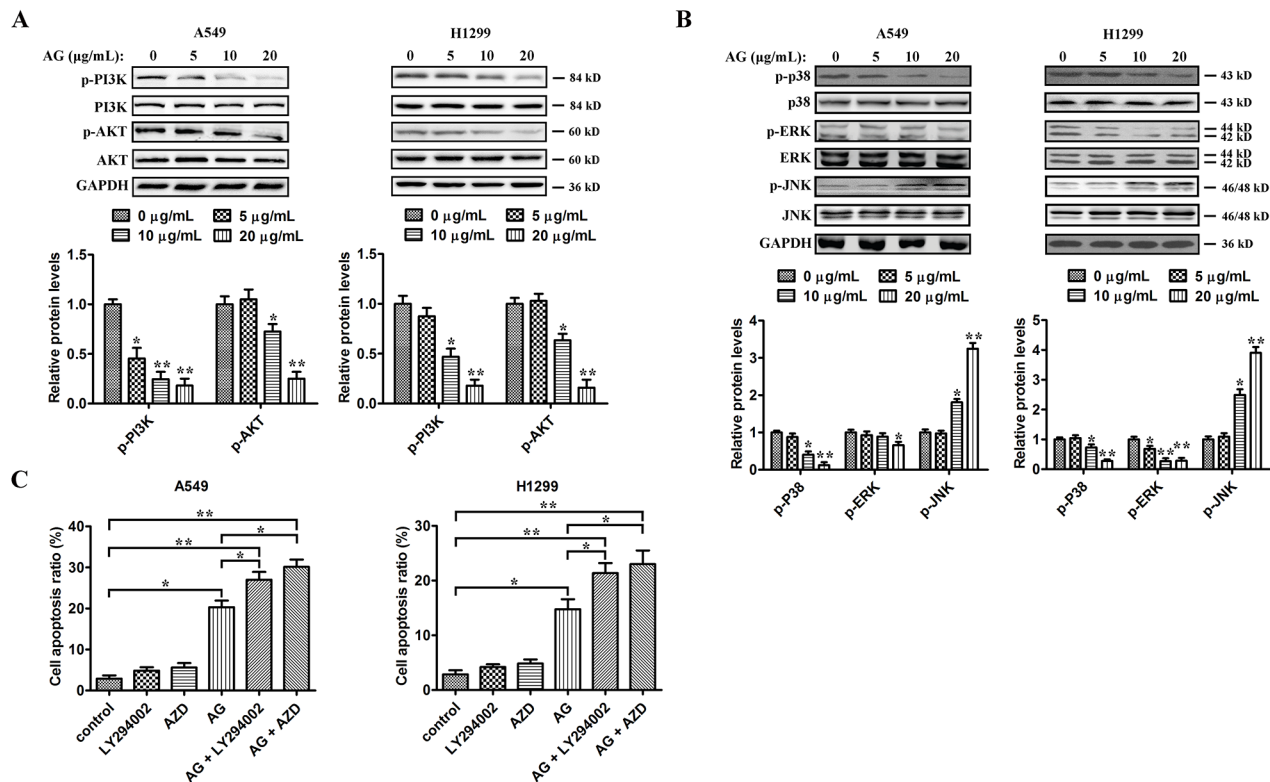 A
A549
H1299
AG (µg/mL): 0 5 10 20
0 5 10 20
p-PI3K
84 kD
PI3K
84 kD
p-AKT
60 kD
AKT
60 kD
GAPDH
36 kD
0 µg/mL 5 µg/mL
10 µg/mL 20 µg/mL
0 µg/mL 5 µg/mL
10 µg/mL 20 µg/mL
Relative protein levels
1.5
1.0
0.5
0.0
* ** ** * **
p-PI3K p-AKT
Relative protein levels
1.5
1.0
0.5
0.0
* ** * **
p-PI3K p-AKT
B
A549
H1299
AG (µg/mL): 0 5 10 20
0 5 10 20
p-p38
43 kD
p38
43 kD
p-ERK
44 kD
42 kD
ERK
44 kD
42 kD
p-JNK
46/48 kD
JNK
46/48 kD
GAPDH
36 kD
0 µg/mL 5 µg/mL
10 µg/mL 20 µg/mL
0 µg/mL 5 µg/mL
10 µg/mL 20 µg/mL
Relative protein levels
4
3
2
1
0
* ** * * **
p-P38 p-ERK p-JNK
Relative protein levels
5
4
3
2
1
0
* ** * ** ** * **
p-P38 p-ERK p-JNK
C
A549
Cell apoptosis ratio (%)
40
30
20
10
0
**
*
**
*
*
control LY294002 AZD AG AG + LY294002 AG + AZD
H1299
Cell apoptosis ratio (%)
30
20
10
0
**
*
**
*
*
control LY294002 AZD AG AG + LY294002 AG + AZD